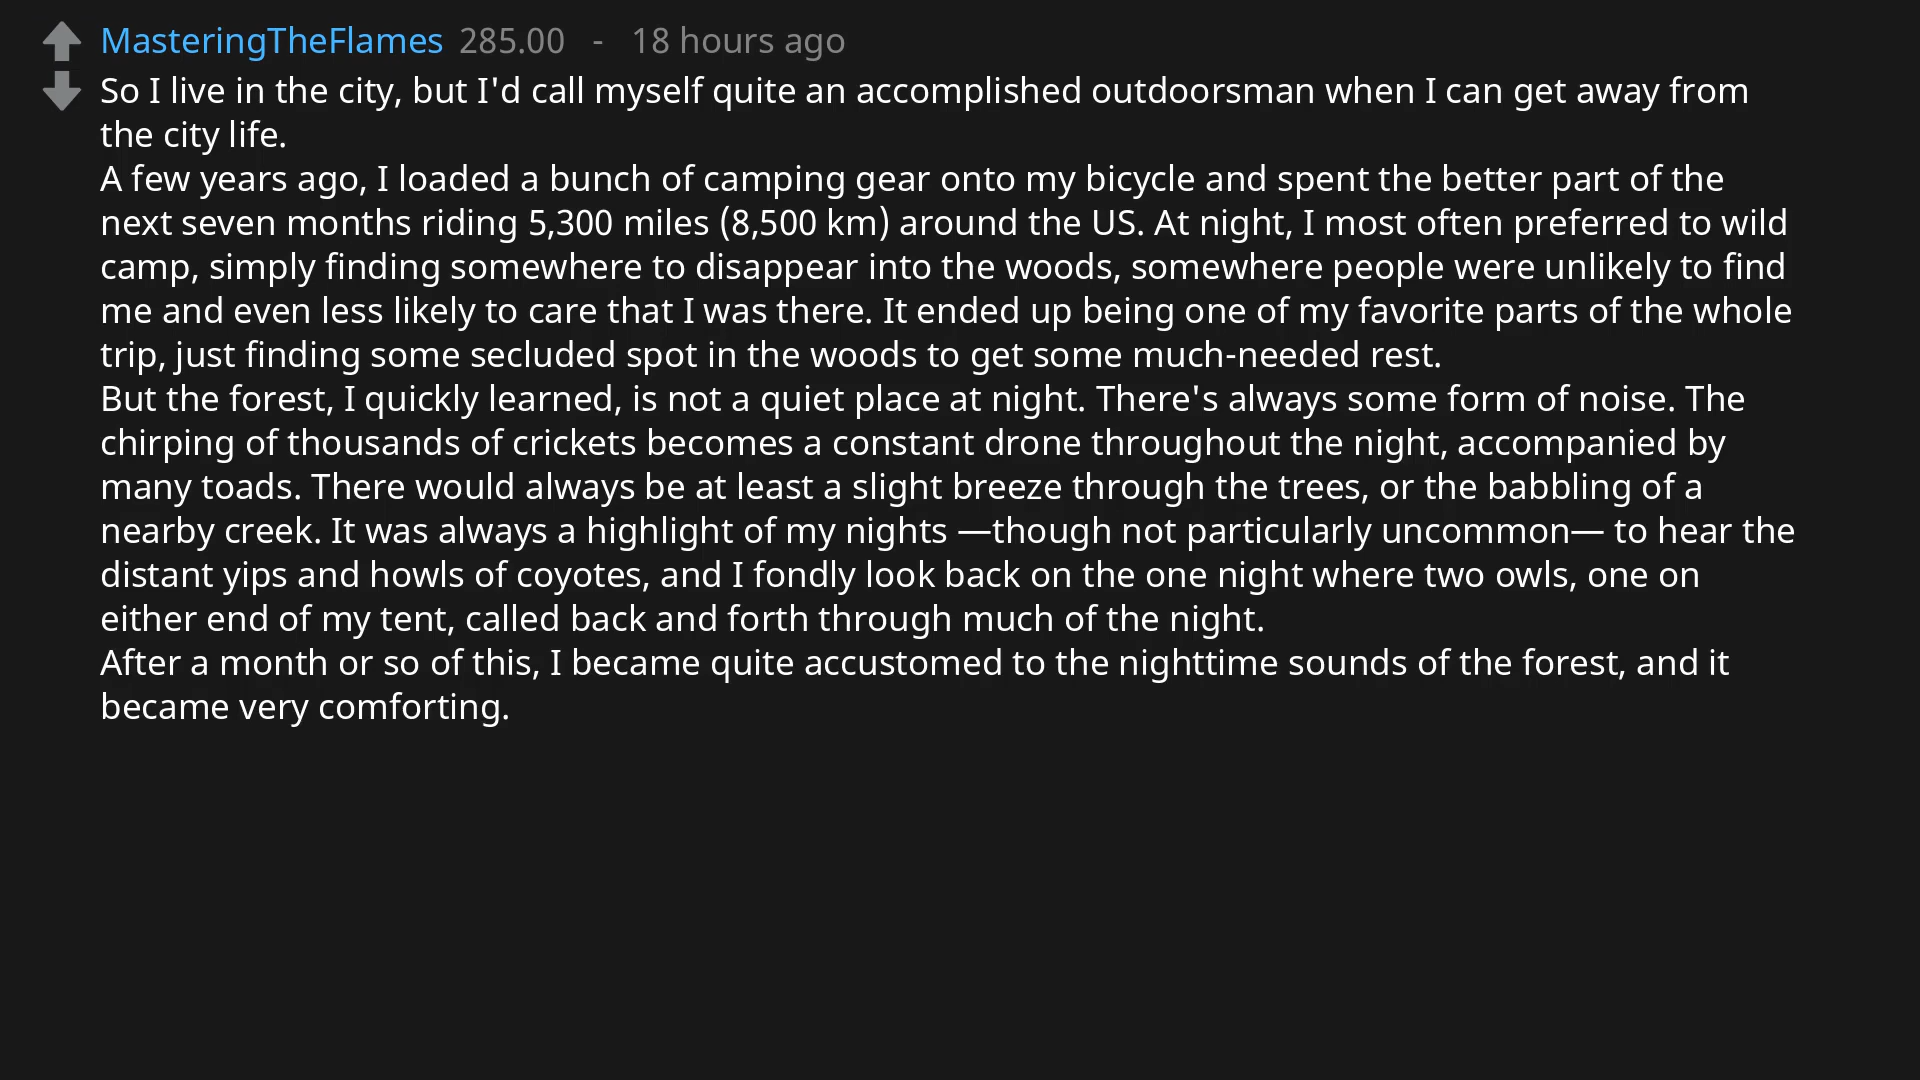 MasteringTheFlames 285.00 - 18 hours ago
So I live in the city, but I'd call myself quite an accomplished outdoorsman when I can get away from
the city life.
A few years ago, I loaded a bunch of camping gear onto my bicycle and spent the better part of the
next seven months riding 5,300 miles (8,500 km) around the US. At night, I most often preferred to wild
camp, simply finding somewhere to disappear into the woods, somewhere people were unlikely to find
me and even less likely to care that I was there. It ended up being one of my favorite parts of the whole
trip, just finding some secluded spot in the woods to get some much-needed rest.
But the forest, I quickly learned, is not a quiet place at night. There's always some form of noise. The
chirping of thousands of crickets becomes a constant drone throughout the night, accompanied by
many toads. There would always be at least a slight breeze through the trees, or the babbling of a
nearby creek. It was always a highlight of my nights —though not particularly uncommon— to hear the
distant yips and howls of coyotes, and I fondly look back on the one night where two owls, one on
either end of my tent, called back and forth through much of the night.
After a month or so of this, I became quite accustomed to the nighttime sounds of the forest, and it
became very comforting.